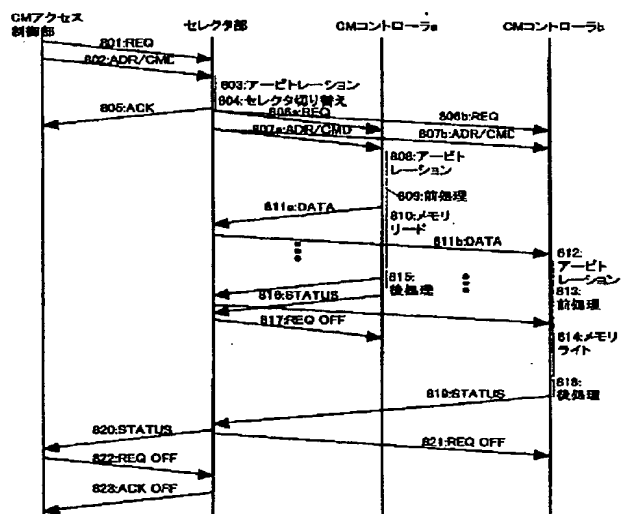 CMアクセス
制御部
セレクタ部
CMコントローラa
CMコントローラb
801:REQ
802:ADR/CMD
803:アービトレーション
804:セレクタ切り替え
805:ACK
806a:REQ
806b:REQ
807a:ADR/CMD
807b:ADR/CMD
808:アービト
レーション
809:前処理
811a:DATA
810:メモリ
リード
811b:DATA
812:
アービト
レーション
815:
後処理
816:STATUS
813:
前処理
817:REQ OFF
814:メモリ
ライト
818:
後処理
819:STATUS
820:STATUS
821:REQ OFF
822:REQ OFF
823:ACK OFF